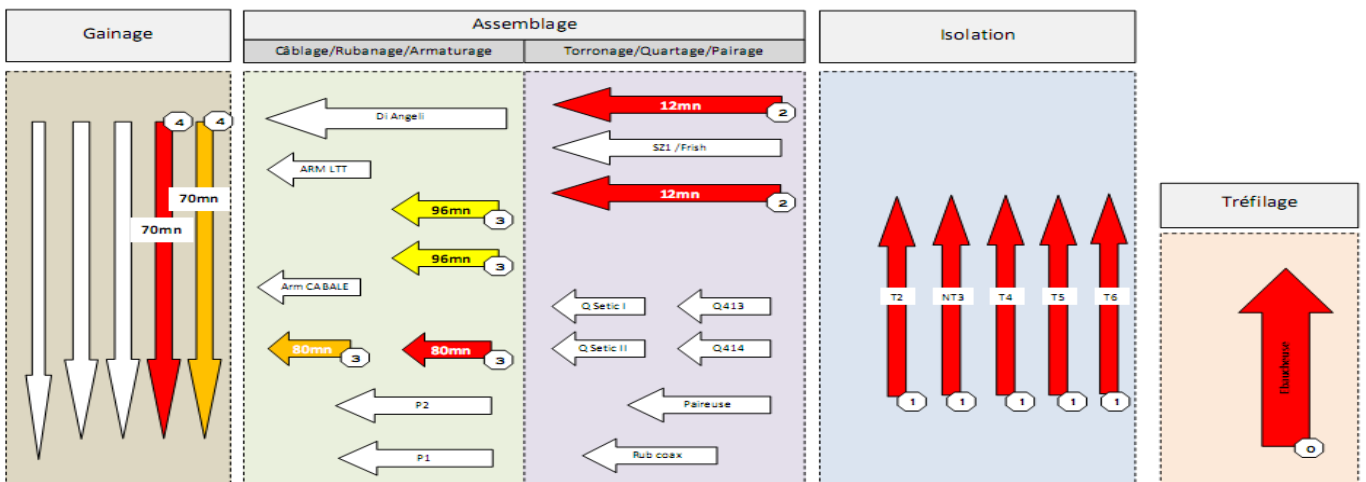 Gainage
Assemblage
Câblage/Rubanage/Armaturage
Torronage/Quartage/Pairage
Isolation
Tréfilage
4
4
70mn
70mn
Di Angeli
ARM LTT
96mn
3
96mn
3
Arm CABALE
80mn
3
80mn
3
P2
P1
12mn
2
SZ1 /Frish
12mn
2
Q Setic I
Q413
Q Setic II
Q414
Paireuse
Rub coax
T2
NT3
T4
T5
T6
1
1
1
1
1
Ebaucheuse
0